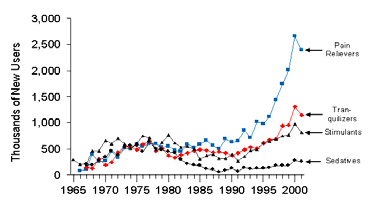 Thousands of New Users
3,000
2,500
2,000
1,500
1,000
500
0
1965 1970 1975 1980 1985 1990 1995 2000
Pain
Relievers
Tran-
quilizers
Stimulants
Sedatives